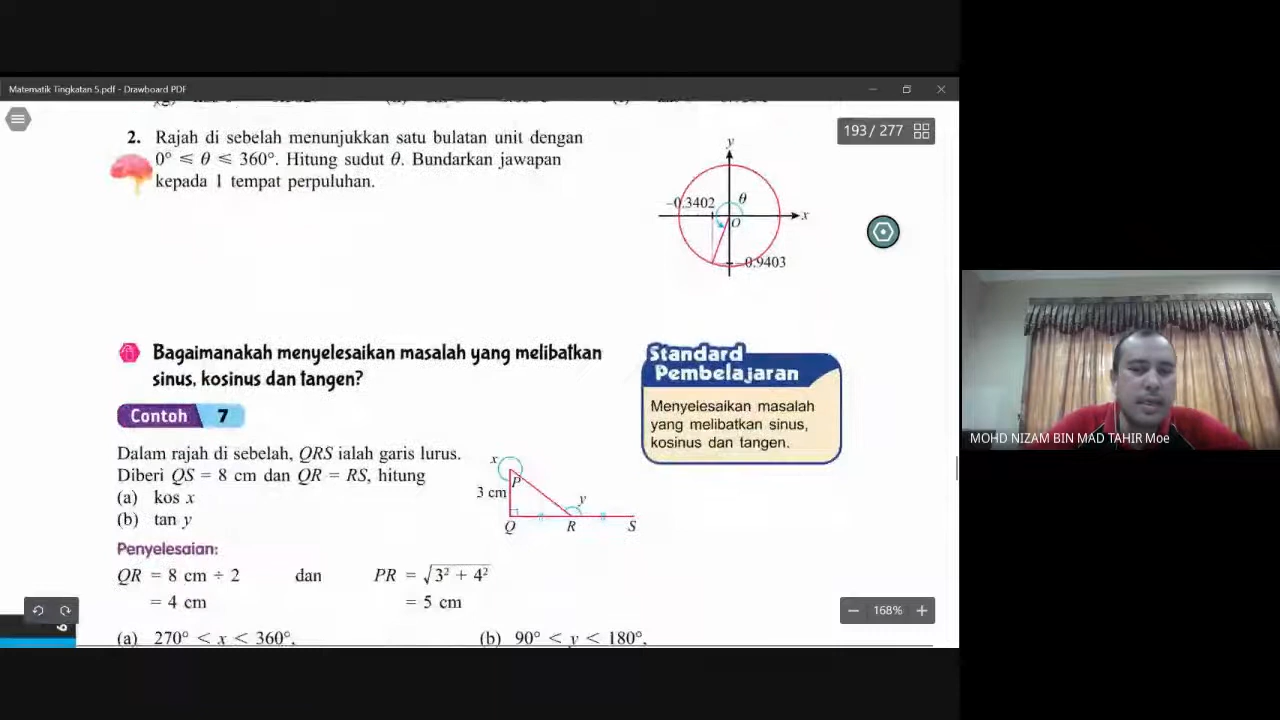 Matematik Tingkatan 5.pdf - Drawboard PDF
193 / 277
2. Rajah di sebelah menunjukkan satu bulatan unit dengan
0° ≤ θ ≤ 360°. Hitung sudut θ. Bundarkan jawapan
kepada 1 tempat perpuluhan.
y
θ
-0.3402
x
O
-0.9403
Bagaimanakah menyelesaikan masalah yang melibatkan
sinus, kosinus dan tangen?
Standard
Pembelajaran
Menyelesaikan masalah
yang melibatkan sinus,
kosinus dan tangen.
Contoh 7
Dalam rajah di sebelah, QRS ialah garis lurus.
Diberi QS = 8 cm dan QR = RS, hitung
(a) kos x
(b) tan y
x
P
3 cm
y
Q R S
Penyelesaian:
QR = 8 cm ÷ 2 dan PR = √3² + 4²
= 4 cm = 5 cm
(a) 270° < x < 360°, (b) 90° < y < 180°,
168%
MOHD NIZAM BIN MAD TAHIR Moe